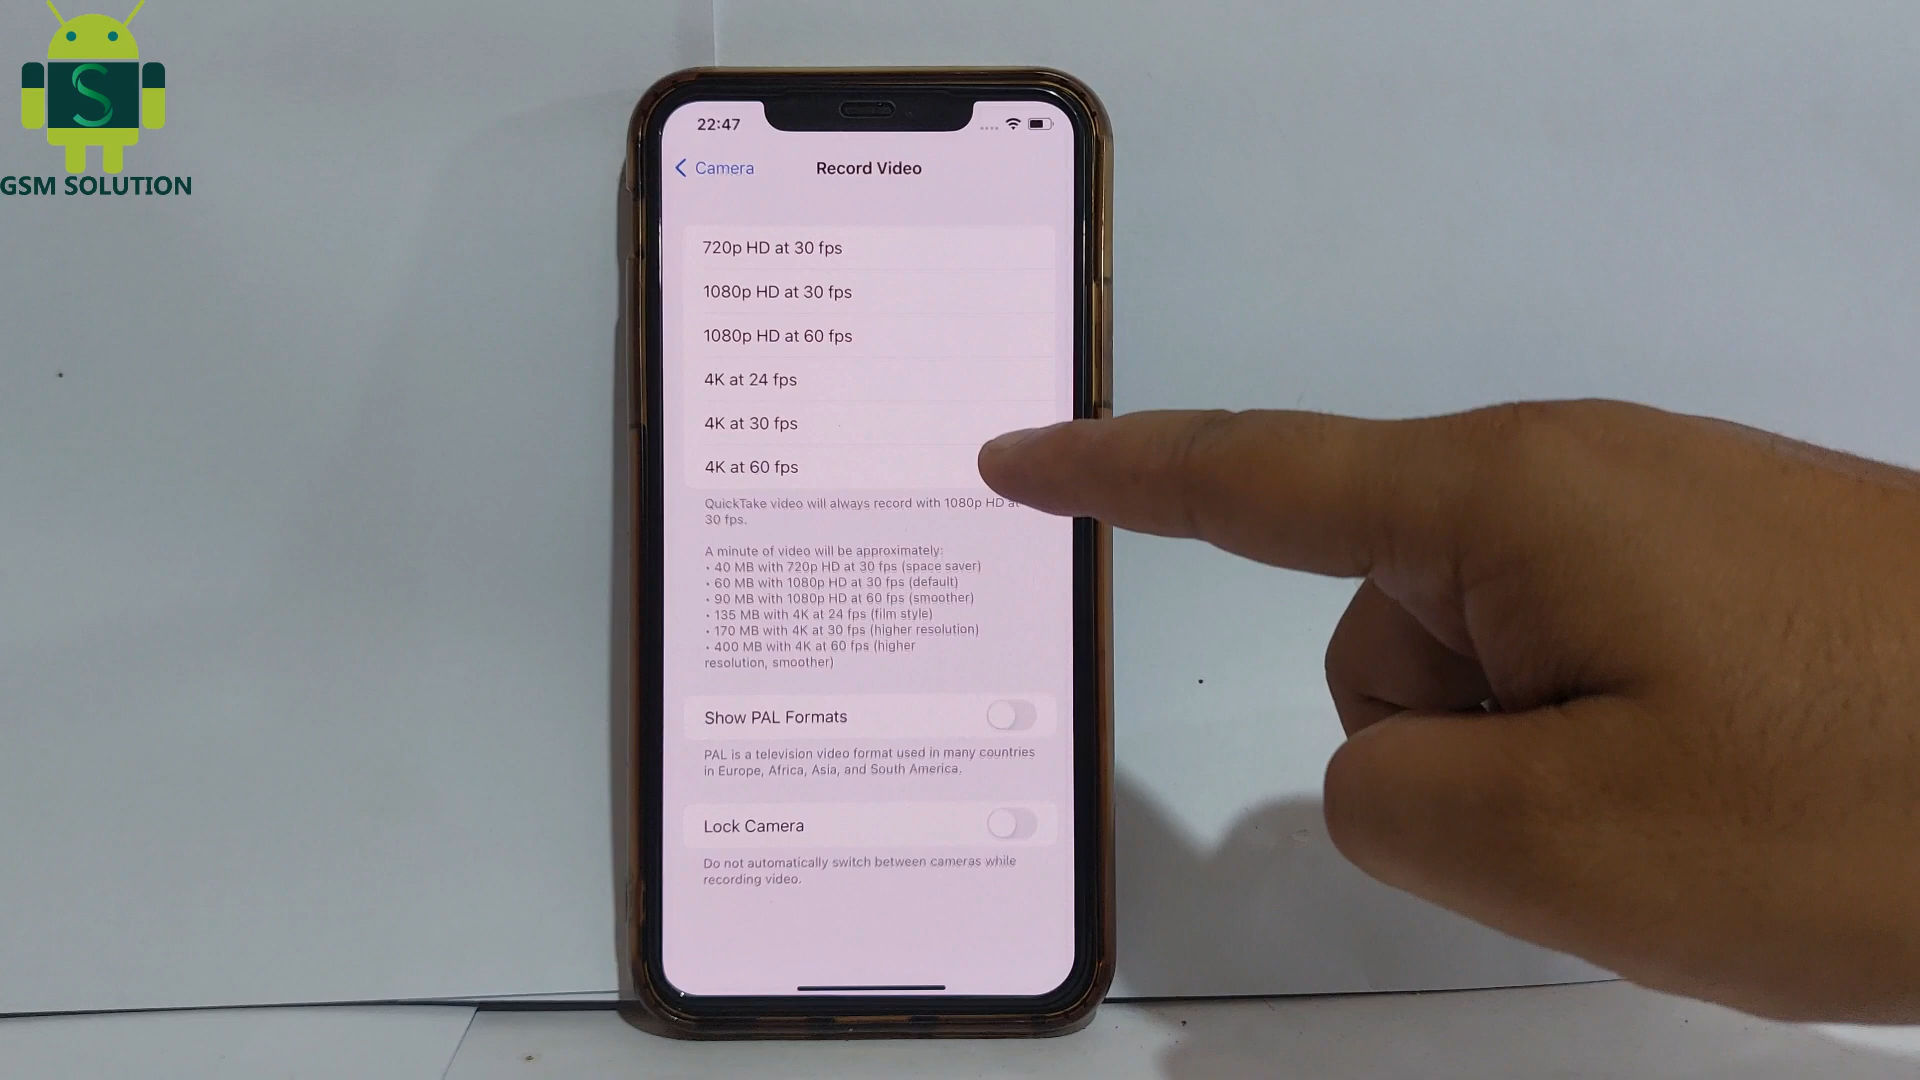 S
GSM SOLUTION
22:47
Camera
Record Video
720p HD at 30 fps
1080p HD at 30 fps
1080p HD at 60 fps
4K at 24 fps
4K at 30 fps
4K at 60 fps
QuickTake video will always record with 1080p HD at
30 fps.
A minute of video will be approximately:
• 40 MB with 720p HD at 30 fps (space saver)
• 60 MB with 1080p HD at 30 fps (default)
• 90 MB with 1080p HD at 60 fps (smoother)
• 135 MB with 4K at 24 fps (film style)
• 170 MB with 4K at 30 fps (higher resolution)
• 400 MB with 4K at 60 fps (higher
resolution, smoother)
Show PAL Formats
PAL is a television video format used in many countries
in Europe, Africa, Asia, and South America.
Lock Camera
Do not automatically switch between cameras while
recording video.